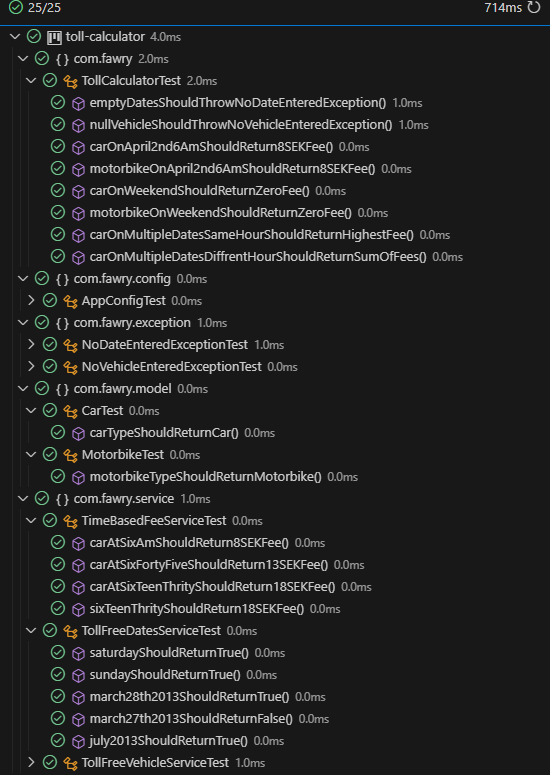 25/25 714ms
toll-calculator 4.0ms
{ } com.fawry 2.0ms
TollCalculatorTest 2.0ms
emptyDatesShouldThrowNoDateEnteredException() 1.0ms
nullVehicleShouldThrowNoVehicleEnteredException() 1.0ms
carOnApril2nd6AmShouldReturn8SEKFee() 0.0ms
motorbikeOnApril2nd6AmShouldReturn8SEKFee() 0.0ms
carOnWeekendShouldReturnZeroFee() 0.0ms
motorbikeOnWeekendShouldReturnZeroFee() 0.0ms
carOnMultipleDatesSameHourShouldReturnHighestFee() 0.0ms
carOnMultipleDatesDiffrentHourShouldReturnSumOfFees() 0.0ms
{ } com.fawry.config 0.0ms
AppConfigTest 0.0ms
{ } com.fawry.exception 1.0ms
NoDateEnteredExceptionTest 1.0ms
NoVehicleEnteredExceptionTest 0.0ms
{ } com.fawry.model 0.0ms
CarTest 0.0ms
carTypeShouldReturnCar() 0.0ms
MotorbikeTest 0.0ms
motorbikeTypeShouldReturnMotorbike() 0.0ms
{ } com.fawry.service 1.0ms
TimeBasedFeeServiceTest 0.0ms
carAtSixAmShouldReturn8SEKFee() 0.0ms
carAtSixFortyFiveShouldReturn13SEKFee() 0.0ms
carAtSixTeenThrityShouldReturn18SEKFee() 0.0ms
sixTeenThrityShouldReturn18SEKFee() 0.0ms
TollFreeDatesServiceTest 0.0ms
saturdayShouldReturnTrue() 0.0ms
sundayShouldReturnTrue() 0.0ms
march28th2013ShouldReturnTrue() 0.0ms
march27th2013ShouldReturnFalse() 0.0ms
july2013ShouldReturnTrue() 0.0ms
TollFreeVehicleServiceTest 1.0ms